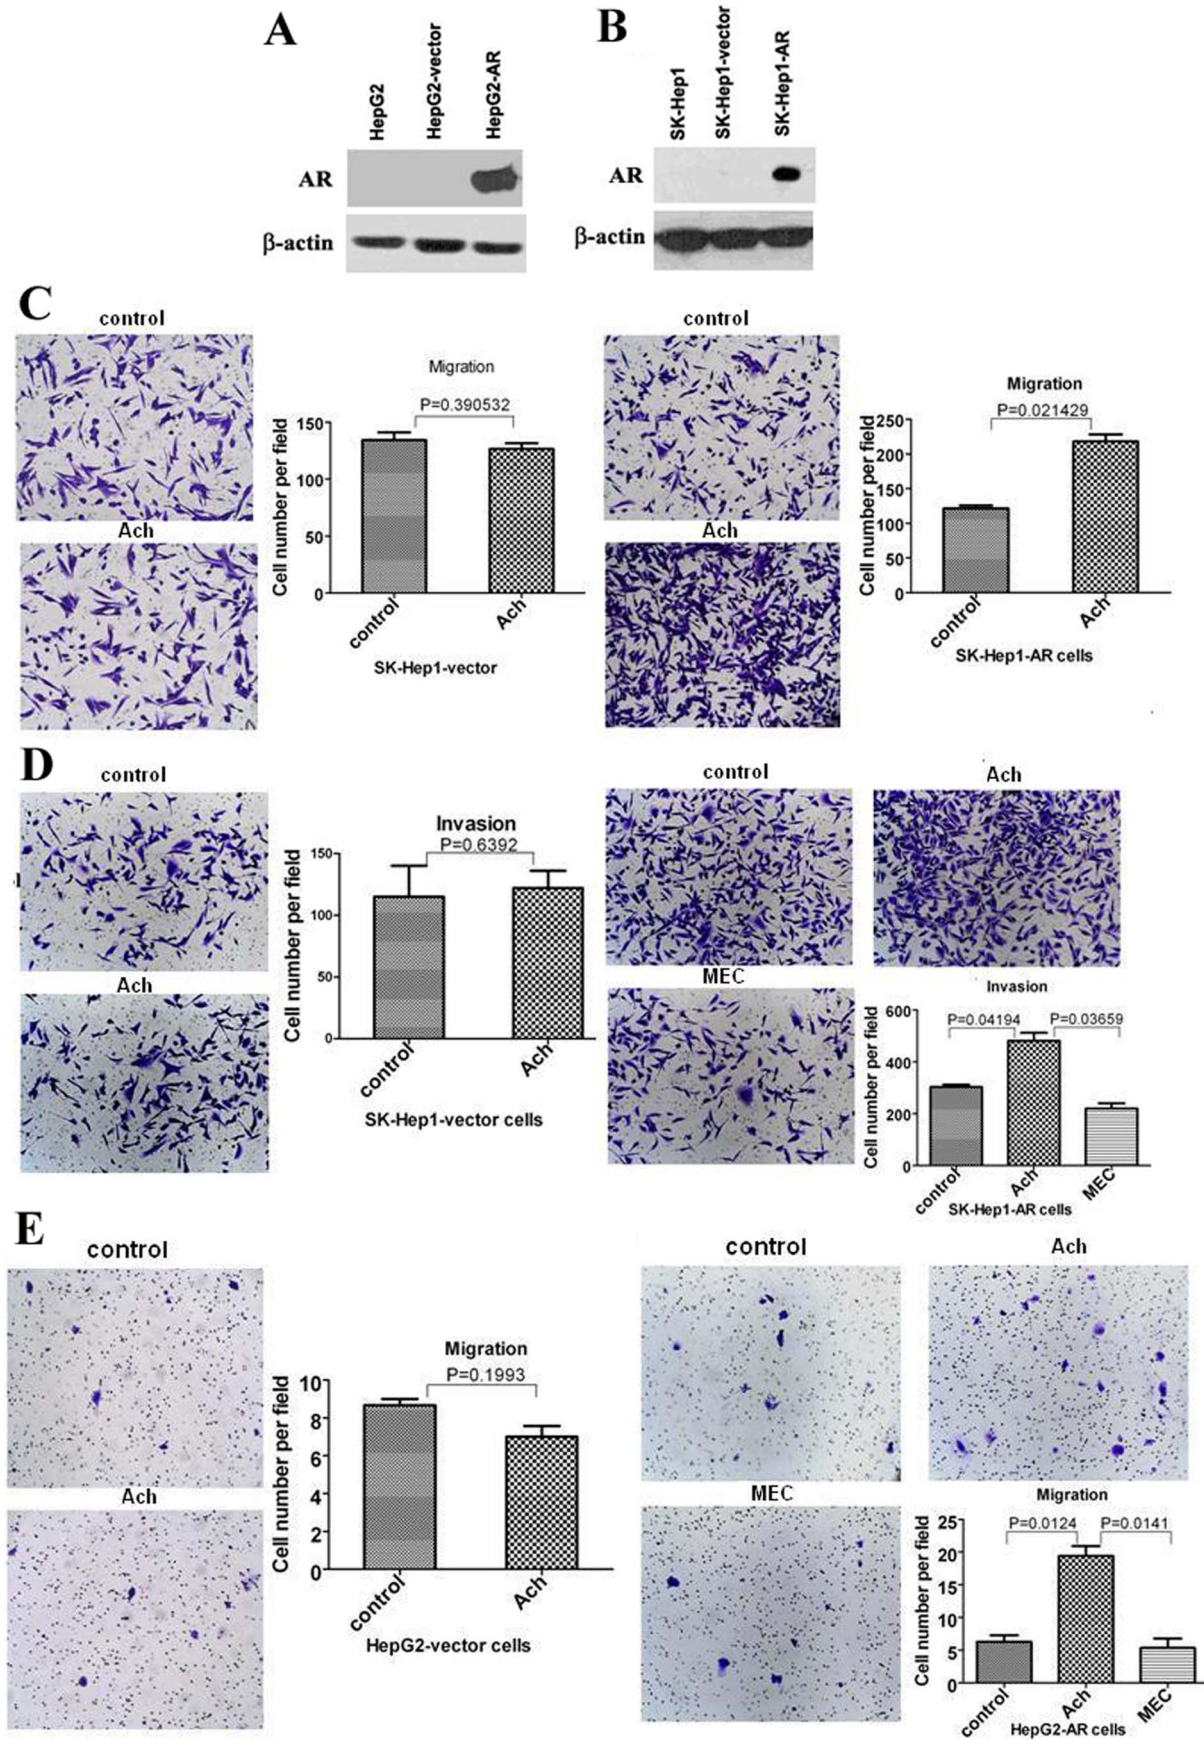 A
HepG2
HepG2-vector
HepG2-AR
AR
β-actin
B
SK-Hep1
SK-Hep1-vector
SK-Hep1-AR
AR
β-actin
C
control
Ach
Migration
P=0.390532
Cell number per field
150
100
50
0
control
Ach
SK-Hep1-vector
control
Ach
Migration
P=0.021429
Cell number per field
250
200
150
100
50
0
control
Ach
SK-Hep1-AR cells
D
control
Ach
Invasion
P=0.6392
Cell number per field
150
100
50
0
control
Ach
SK-Hep1-vector cells
control
Ach
MEC
Invasion
P=0.04194
P=0.03659
Cell number per field
600
400
200
0
control
Ach
MEC
SK-Hep1-AR cells
E
control
Ach
Migration
P=0.1993
Cell number per field
10
8
6
4
2
0
control
Ach
HepG2-vector cells
control
Ach
MEC
Migration
P=0.0124
P=0.0141
Cell number per field
25
20
15
10
5
0
control
Ach
MEC
HepG2-AR cells